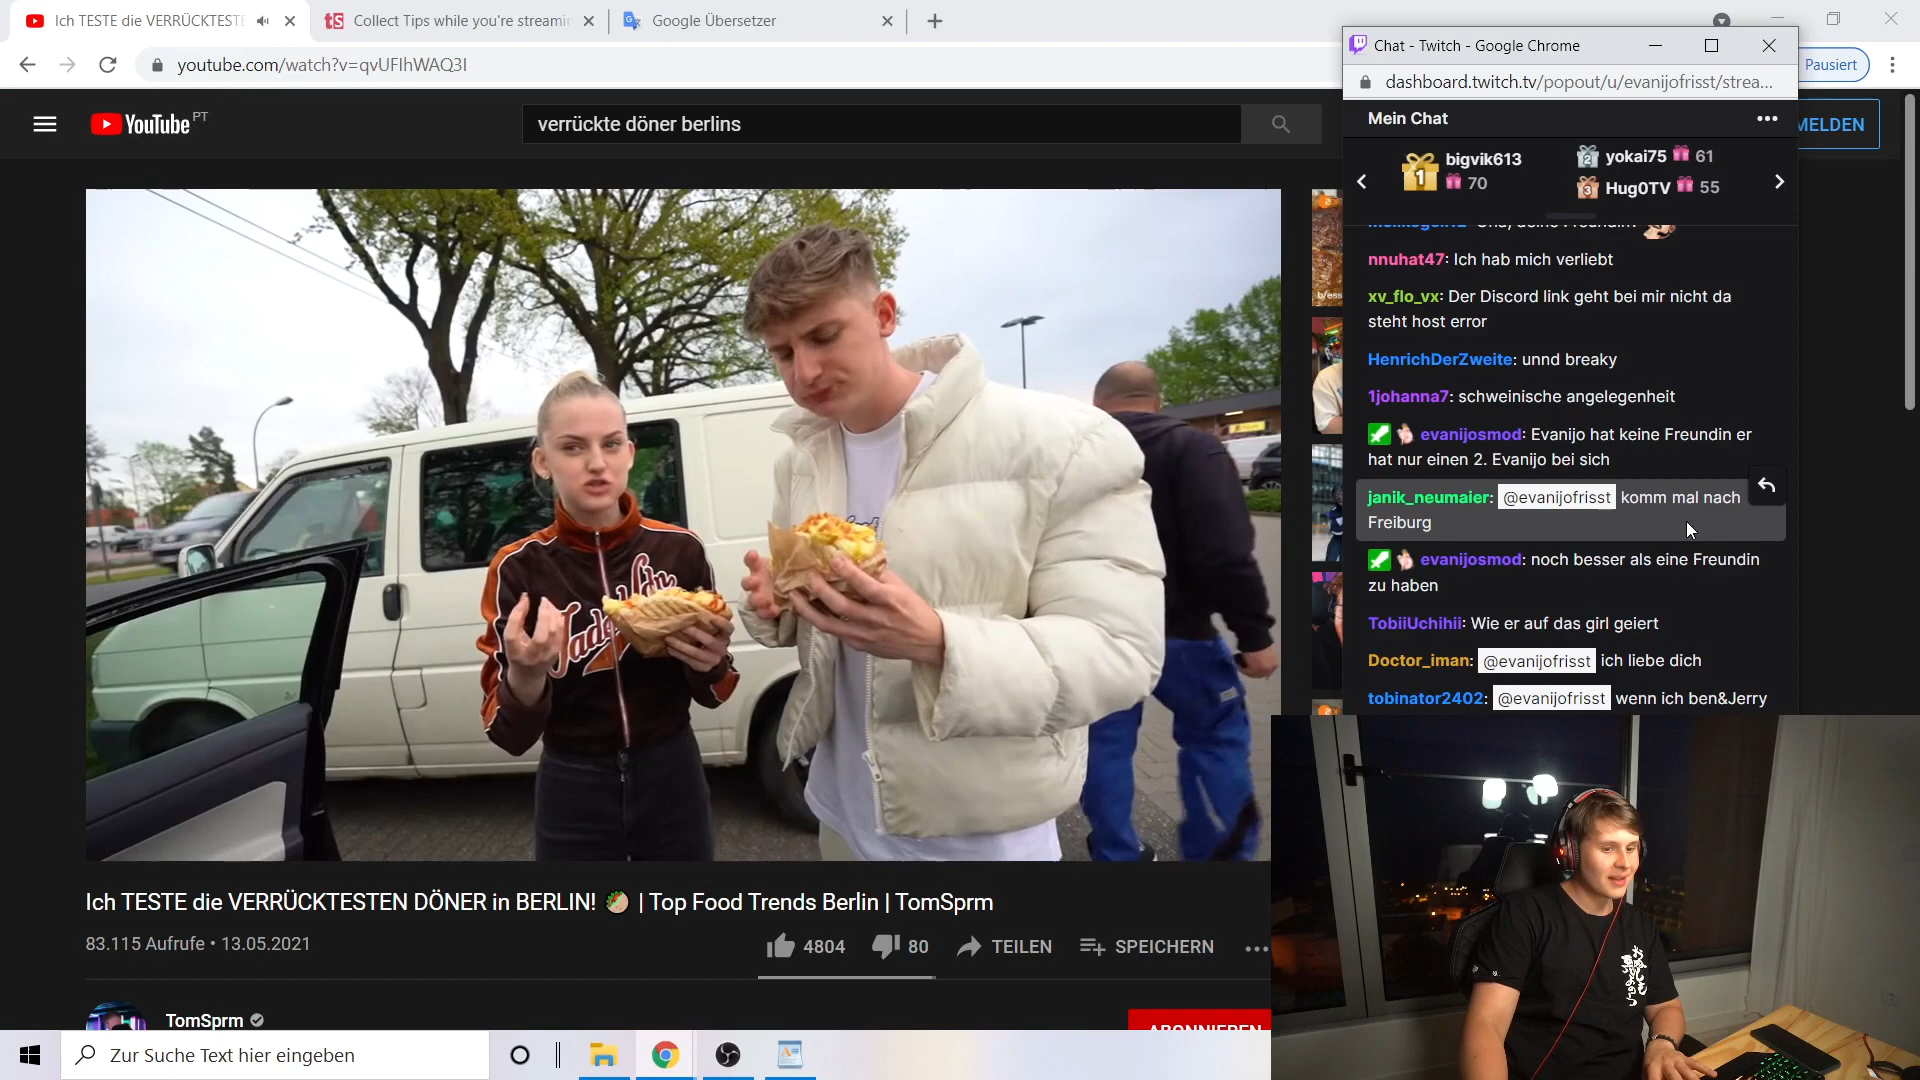 Ich TESTE die VERRÜCKTEST
Collect Tips while you're streamin
Google Übersetzer
youtube.com/watch?v=qvUFIhWAQ3I
Pausiert
YouTube PT
verrückte döner berlins
MELDEN
Chat - Twitch - Google Chrome
dashboard.twitch.tv/popout/u/evanijofrisst/strea...
Mein Chat
1 bigvik613 70
2 yokai75 61
3 Hug0TV 55
nnuhat47: Ich hab mich verliebt
xv_flo_vx: Der Discord link geht bei mir nicht da
steht host error
HenrichDerZweite: unnd breaky
1johanna7: schweinische angelegenheit
evanijosmod: Evanijo hat keine Freundin er
hat nur einen 2. Evanijo bei sich
janik_neumaier: @evanijofrisst komm mal nach
Freiburg
evanijosmod: noch besser als eine Freundin
zu haben
TobiiUchihii: Wie er auf das girl geiert
Doctor_iman: @evanijofrisst ich liebe dich
tobinator2402: @evanijofrisst wenn ich ben&Jerry
Ich TESTE die VERRÜCKTESTEN DÖNER in BERLIN! 🥙 | Top Food Trends Berlin | TomSprm
83.115 Aufrufe • 13.05.2021
4804
80
TEILEN
SPEICHERN
TomSprm
ABONNIEREN
Zur Suche Text hier eingeben